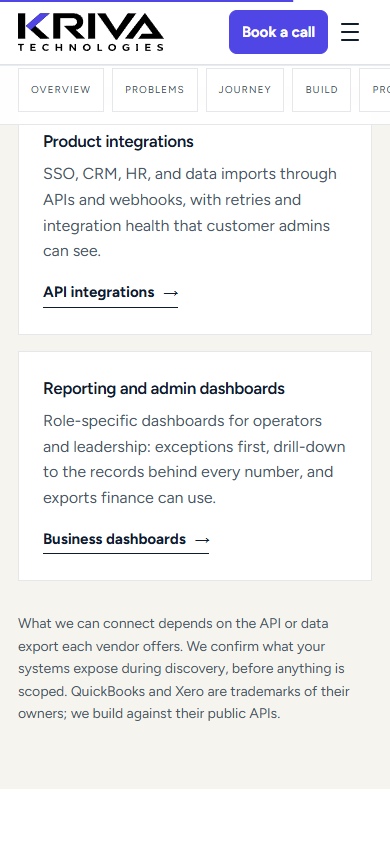 KRIVA
TECHNOLOGIES
Book a call
OVERVIEW
PROBLEMS
JOURNEY
BUILD
PRO
Product integrations
SSO, CRM, HR, and data imports through
APIs and webhooks, with retries and
integration health that customer admins
can see.
API integrations →
Reporting and admin dashboards
Role-specific dashboards for operators
and leadership: exceptions first, drill-down
to the records behind every number, and
exports finance can use.
Business dashboards →
What we can connect depends on the API or data
export each vendor offers. We confirm what your
systems expose during discovery, before anything is
scoped. QuickBooks and Xero are trademarks of their
owners; we build against their public APIs.